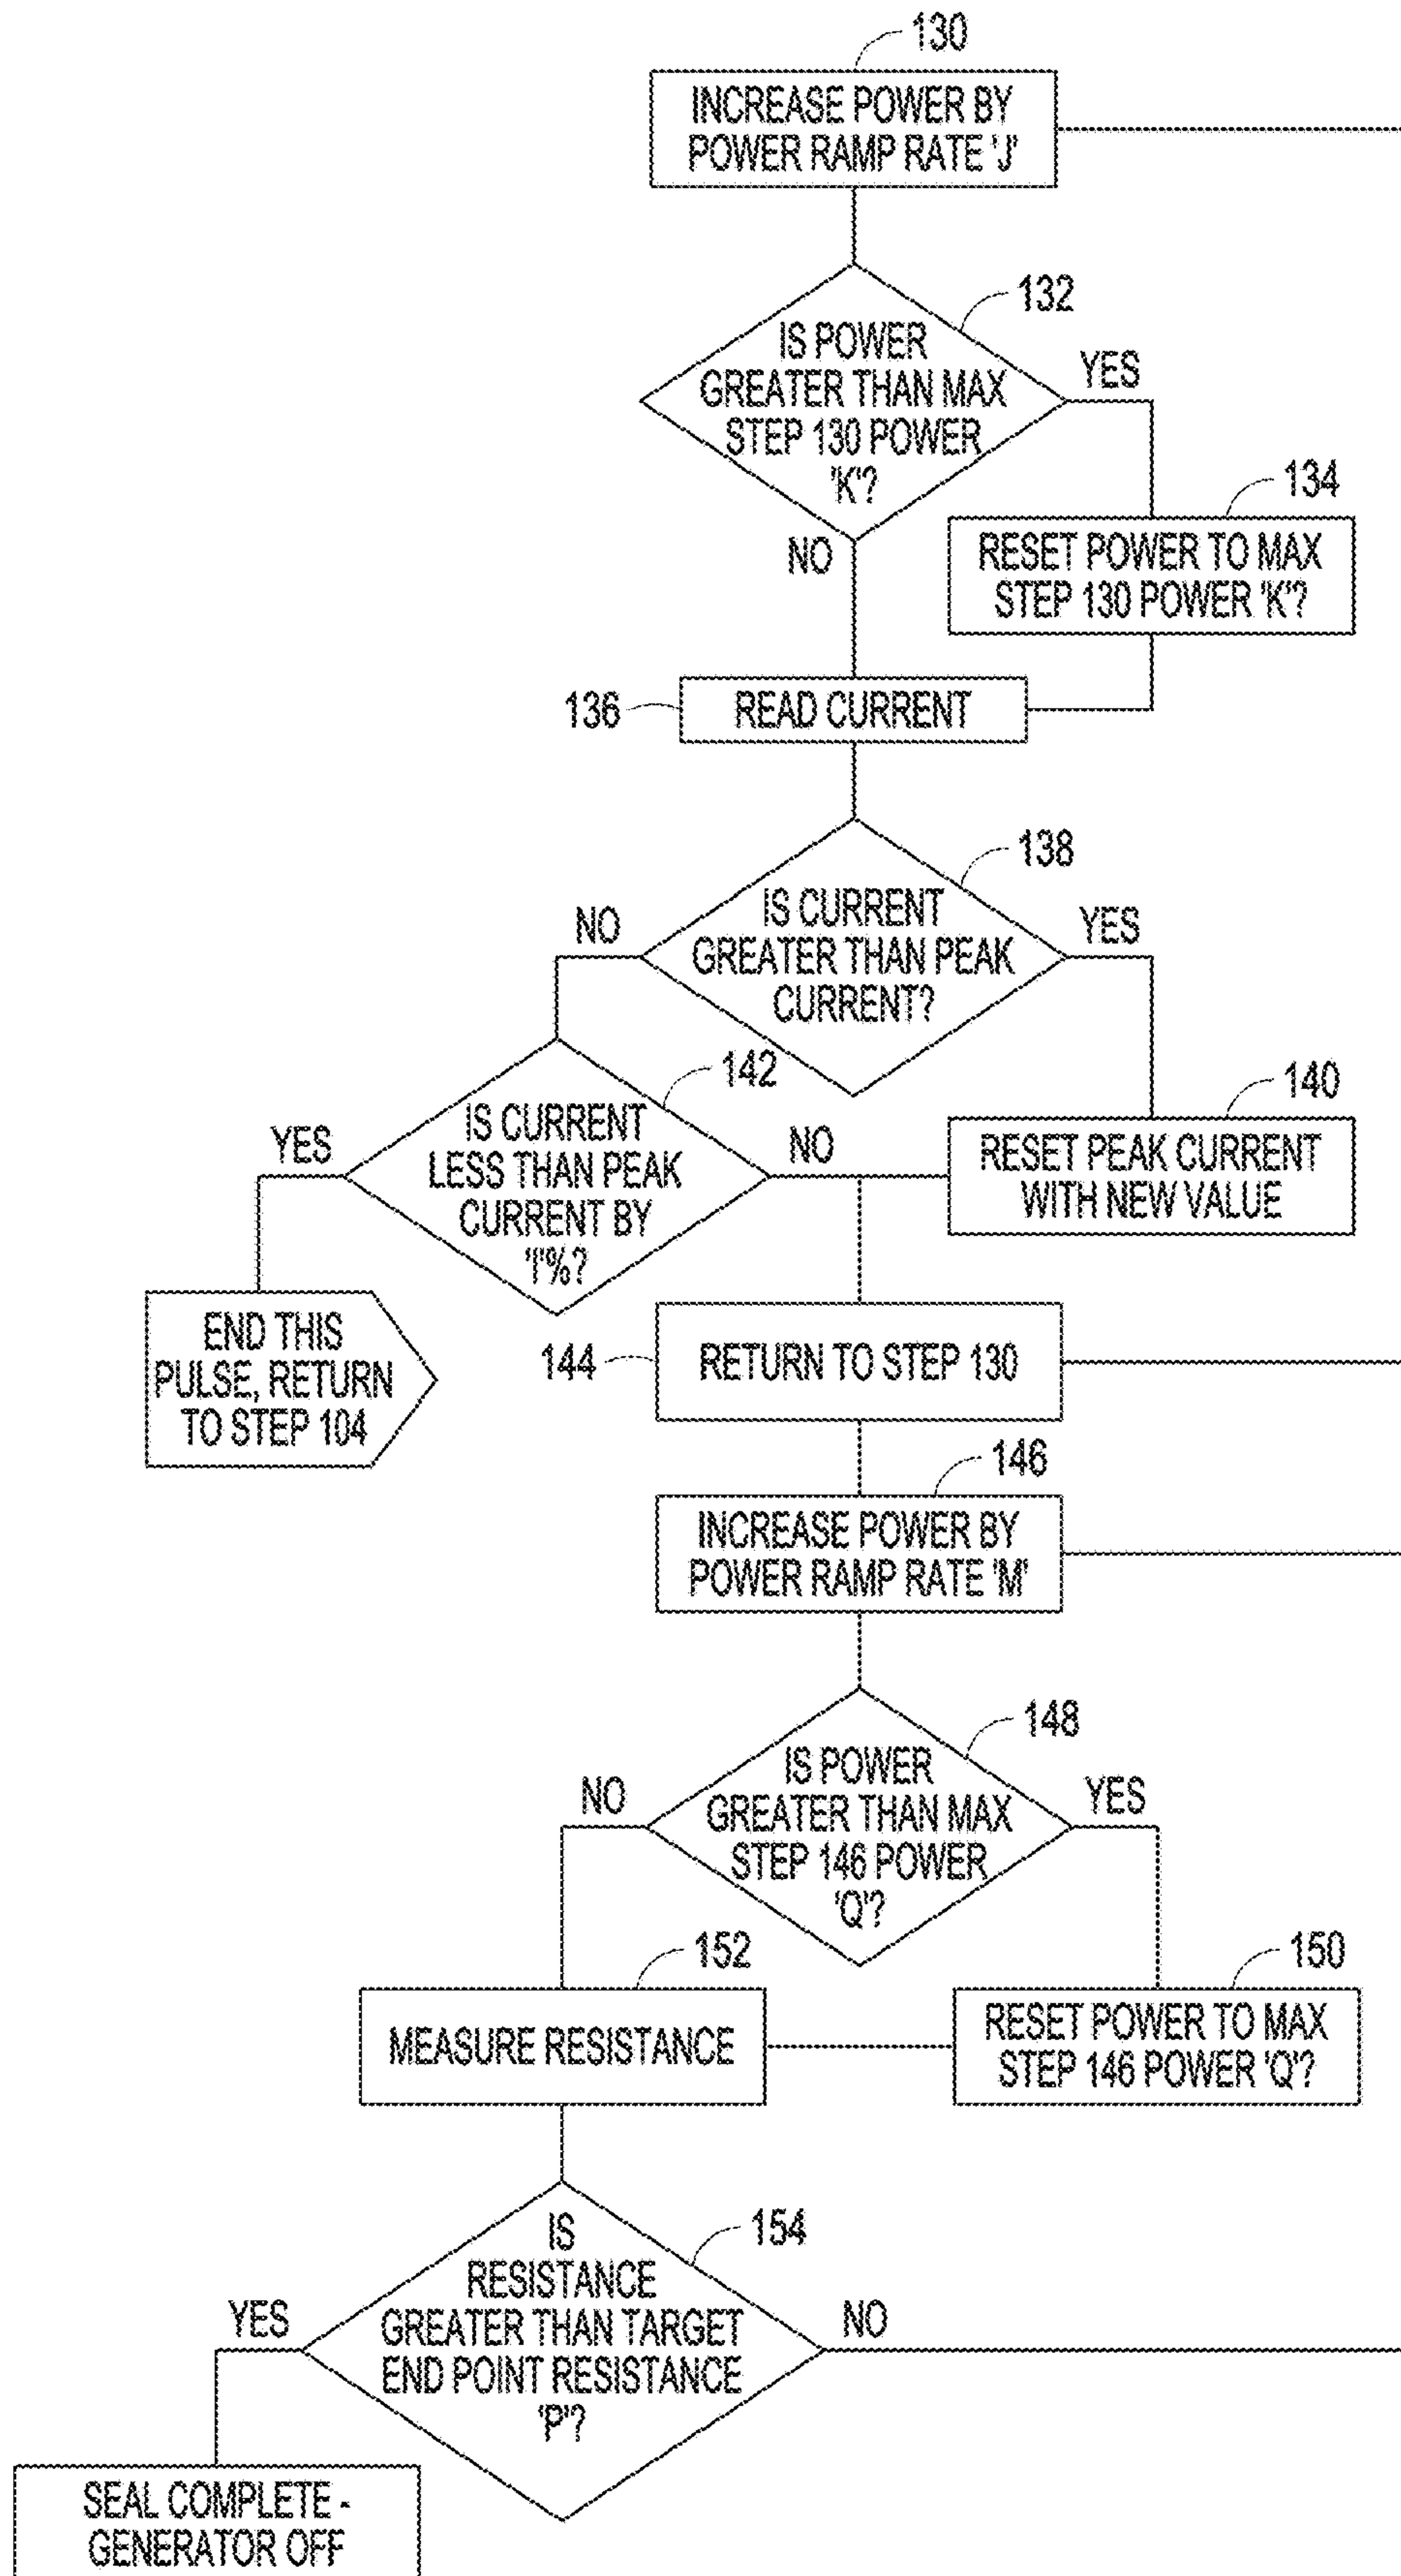 130
INCREASE POWER BY
POWER RAMP RATE 'J'
132
IS POWER
GREATER THAN MAX
STEP 130 POWER
'K'?
YES
NO
134
RESET POWER TO MAX
STEP 130 POWER 'K'?
136
READ CURRENT
138
IS CURRENT
GREATER THAN PEAK
CURRENT?
NO
YES
142
IS CURRENT
LESS THAN PEAK
CURRENT BY
'I'%?
YES
NO
140
RESET PEAK CURRENT
WITH NEW VALUE
END THIS
PULSE, RETURN
TO STEP 104
144
RETURN TO STEP 130
146
INCREASE POWER BY
POWER RAMP RATE 'M'
148
IS POWER
GREATER THAN MAX
STEP 146 POWER
'Q'?
NO
YES
152
MEASURE RESISTANCE
150
RESET POWER TO MAX
STEP 146 POWER 'Q'?
154
IS
RESISTANCE
GREATER THAN TARGET
END POINT RESISTANCE
'P'?
YES
NO
SEAL COMPLETE -
GENERATOR OFF